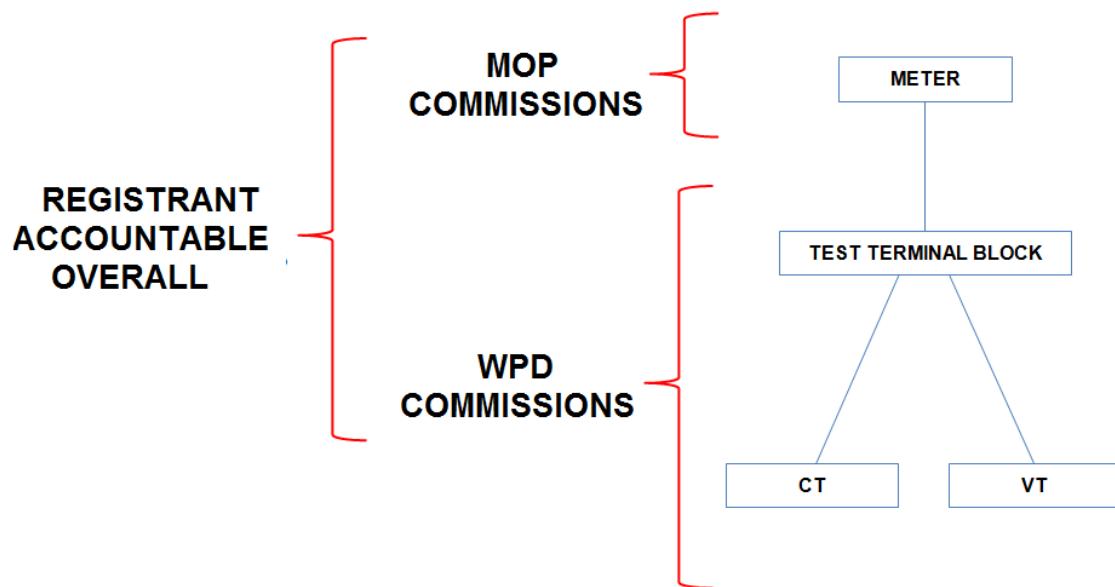 REGISTRANT
ACCOUNTABLE
OVERALL
MOP
COMMISSIONS
WPD
COMMISSIONS
METER
TEST TERMINAL BLOCK
CT
VT